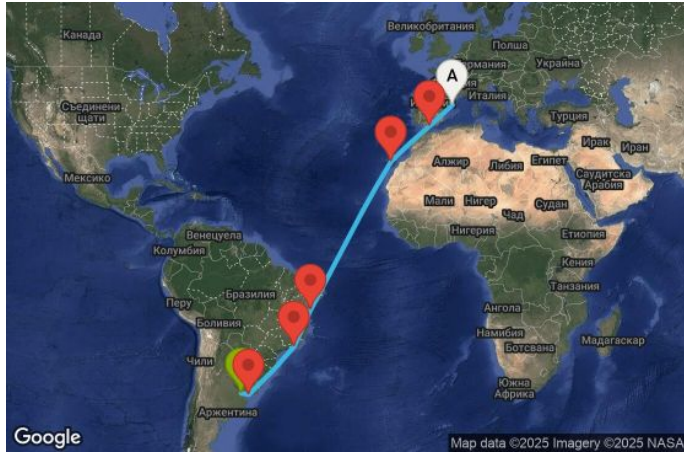 Великобритания
Канада
Полша
Германия
Украйна
A
Италия
Съединени
щати
Турция
Ирак
Иран
Алжир
Либия
Египет
Саудитска
Арабия
Мексико
Мали
Нигер
Судан
Чад
Венецуела
Нигерия
Етиопия
Колумбия
Кения
Танзания
Бразилия
Перу
Ангола
Боливия
Намибия
Мадагаскар
Ботсвана
Чили
Южна
Африка
Аржентина
Google
Map data ©2025 Imagery ©2025 NASA